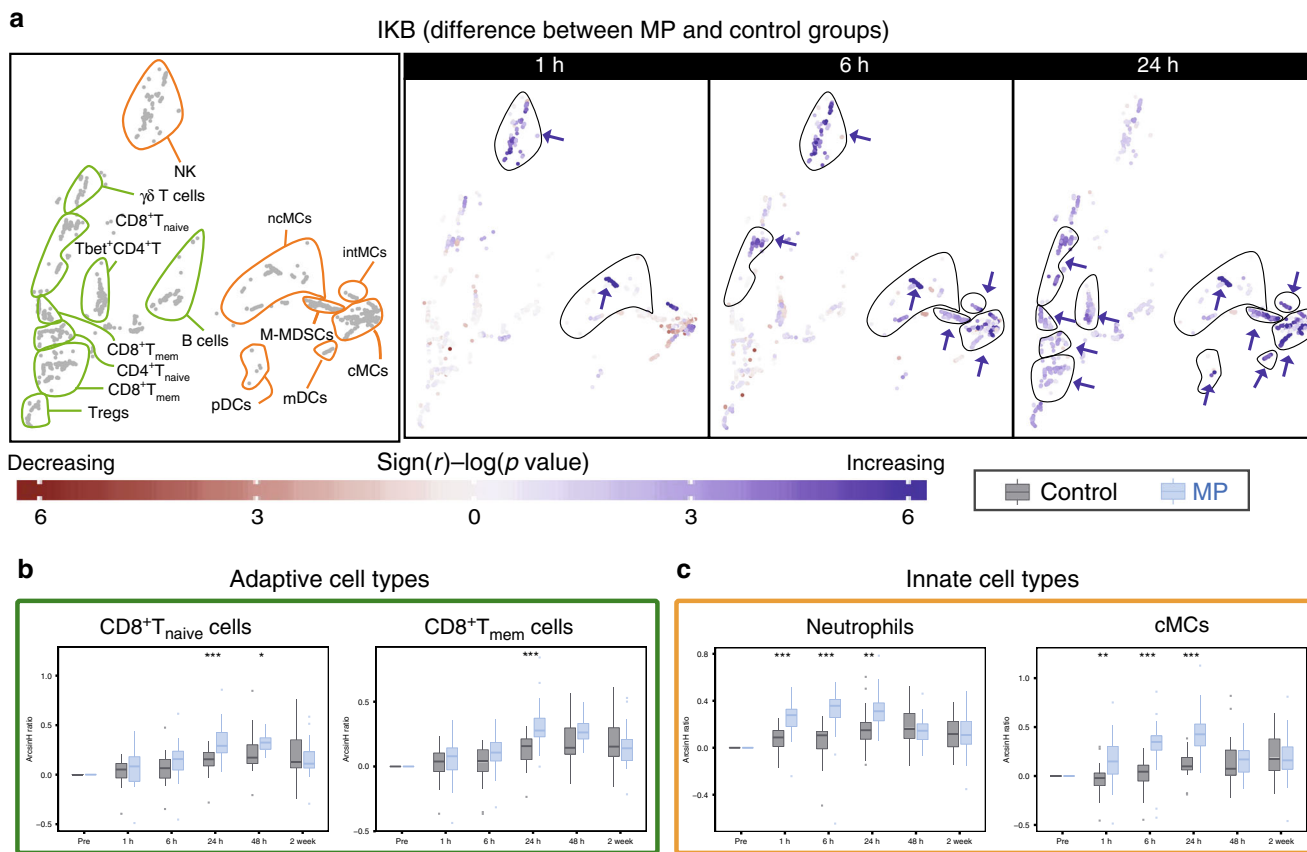 a
IKB (difference between MP and control groups)
1 h
6 h
24 h
NK
γδ T cells
CD8⁺Tnaive
Tbet⁺CD4⁺T
ncMCs
intMCs
M-MDSCs
B cells
CD8⁺Tmem
CD4⁺Tnaive
CD8⁺Tmem
cMCs
mDCs
pDCs
Tregs
Decreasing
Sign(r)–log(p value)
Increasing
6 3 0 3 6
Control
MP
b
Adaptive cell types
CD8⁺Tnaive cells
ArcsinH ratio
1.0
0.5
0.0
−0.5
*** *
Pre 1 h 6 h 24 h 48 h 2 week
CD8⁺Tmem cells
ArcsinH ratio
0.5
0.0
−0.5
***
Pre 1 h 6 h 24 h 48 h 2 week
c
Innate cell types
Neutrophils
ArcsinH ratio
0.8
0.4
0.0
−0.4
*** *** **
Pre 1 h 6 h 24 h 48 h 2 week
cMCs
ArcsinH ratio
1.0
0.5
0.0
−0.5
** *** ***
Pre 1 h 6 h 24 h 48 h 2 week